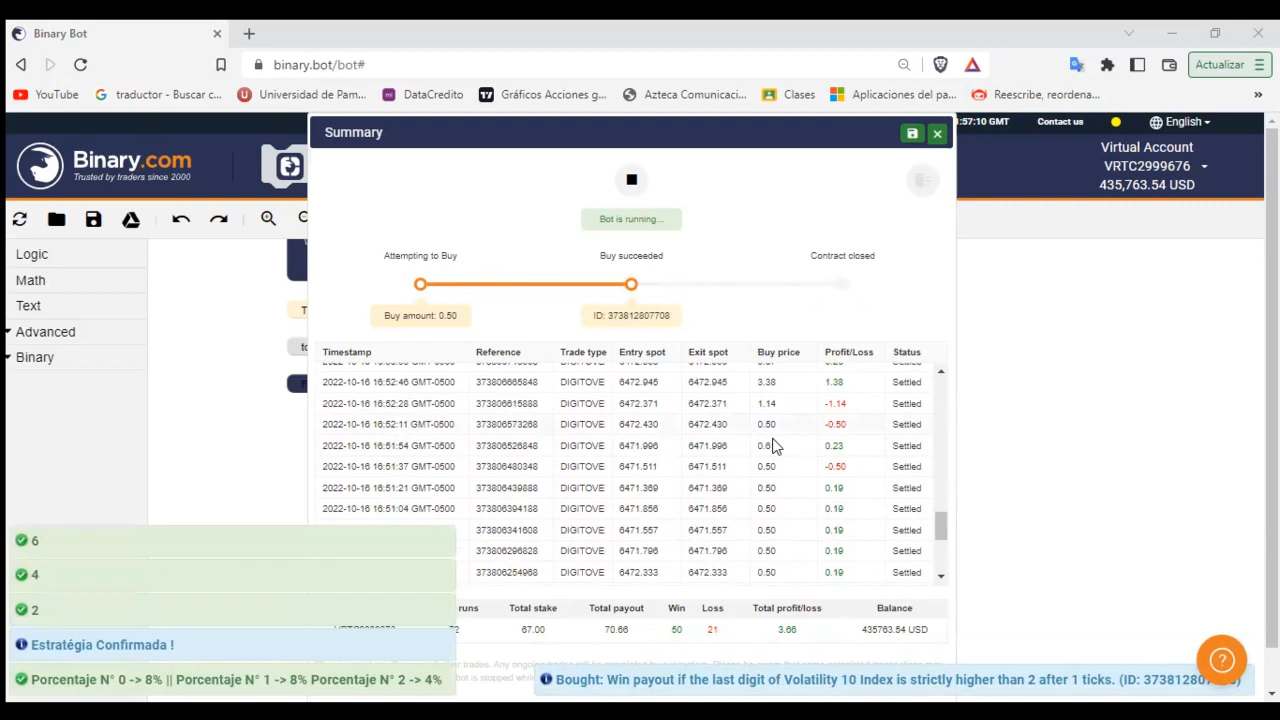 Binary Bot
binary.bot/bot#
Actualizar
YouTube
traductor - Buscar c...
Universidad de Pam...
DataCredito
Gráficos Acciones g...
Azteca Comunicaci...
Clases
Aplicaciones del pa...
Reescribe, reordena...
»
:57:10 GMT
Contact us
English
Binary.com
Trusted by traders since 2000
Virtual Account
VRTC2999676
435,763.54 USD
Summary
Bot is running...
Logic
Math
Text
Advanced
Binary
Attempting to Buy
Buy succeeded
Contract closed
Buy amount: 0.50
ID: 373812807708
Timestamp Reference Trade type Entry spot Exit spot Buy price Profit/Loss Status
2022-10-16 16:52:46 GMT-0500 373806665848 DIGITOVE 6472.945 6472.945 3.38 1.38 Settled
2022-10-16 16:52:28 GMT-0500 373806615888 DIGITOVE 6472.371 6472.371 1.14 -1.14 Settled
2022-10-16 16:52:11 GMT-0500 373806573268 DIGITOVE 6472.430 6472.430 0.50 -0.50 Settled
2022-10-16 16:51:54 GMT-0500 373806526848 DIGITOVE 6471.996 6471.996 0.6 0.23 Settled
2022-10-16 16:51:37 GMT-0500 373806480348 DIGITOVE 6471.511 6471.511 0.50 -0.50 Settled
2022-10-16 16:51:21 GMT-0500 373806439888 DIGITOVE 6471.369 6471.369 0.50 0.19 Settled
2022-10-16 16:51:04 GMT-0500 373806394188 DIGITOVE 6471.856 6471.856 0.50 0.19 Settled
373806341608 DIGITOVE 6471.557 6471.557 0.50 0.19 Settled
373806296828 DIGITOVE 6471.796 6471.796 0.50 0.19 Settled
373806254968 DIGITOVE 6472.333 6472.333 0.50 0.19 Settled
runs Total stake Total payout Win Loss Total profit/loss Balance
67.00 70.66 50 21 3.66 435763.54 USD
6
4
2
Estratégia Confirmada !
Porcentaje N° 0 -> 8% || Porcentaje N° 1 -> 8% Porcentaje N° 2 -> 4%
Bought: Win payout if the last digit of Volatility 10 Index is strictly higher than 2 after 1 ticks. (ID: 373812807708)